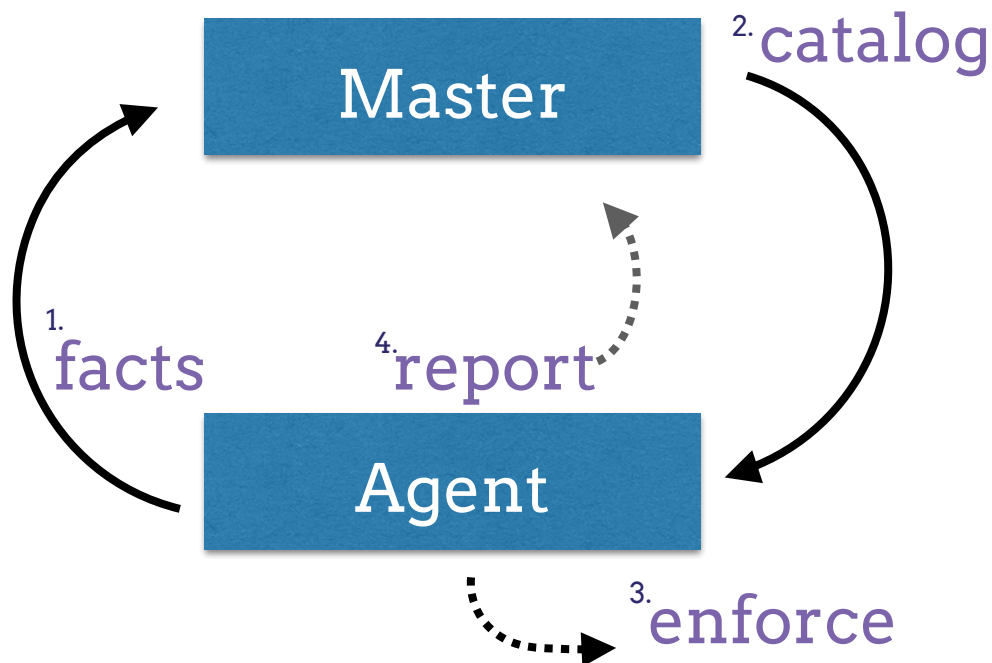 2. catalog
Master
1. facts
4. report
Agent
3. enforce